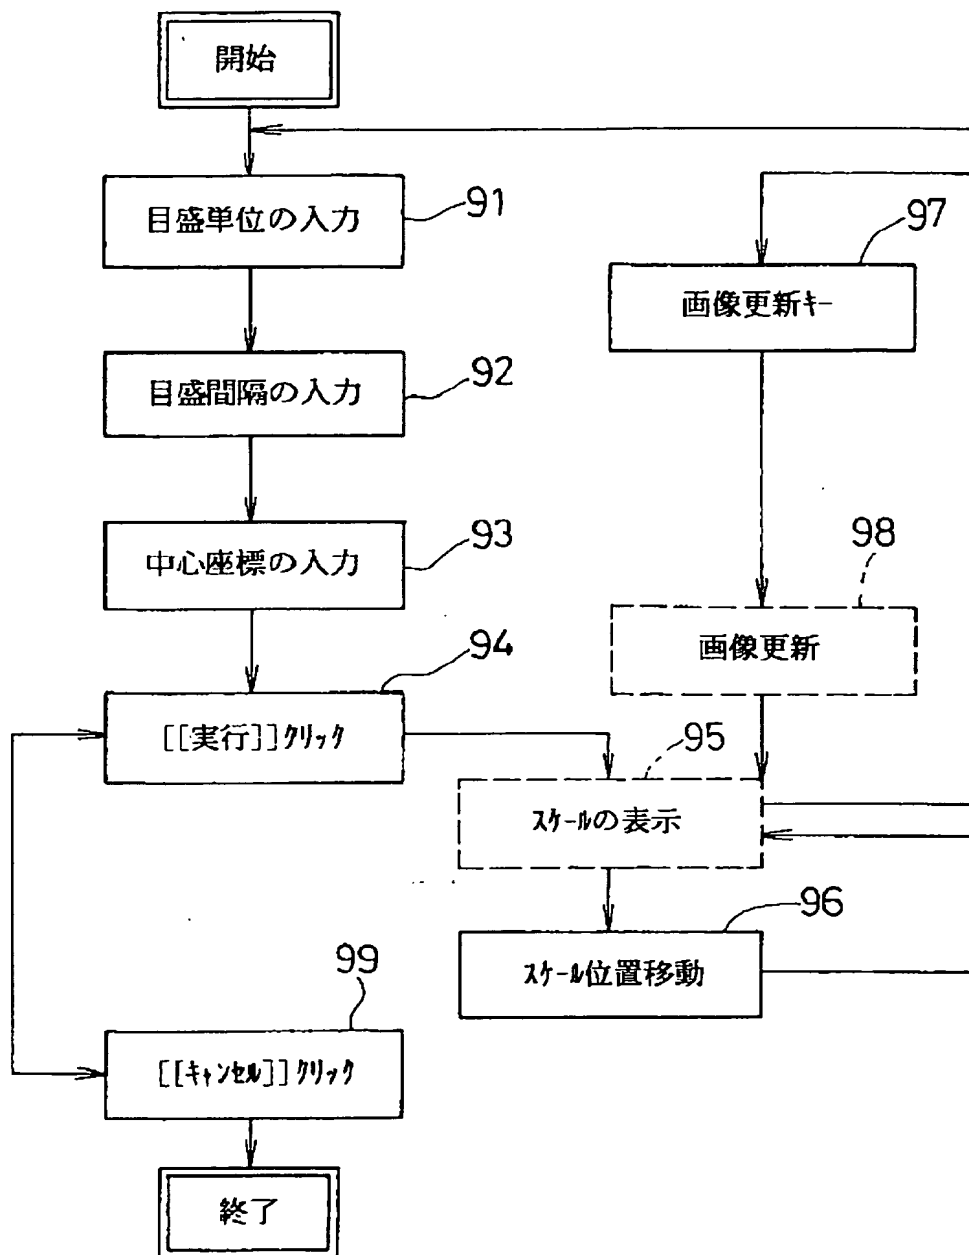 開始
目盛単位の入力
91
97
画像更新ｷｰ
目盛間隔の入力
92
中心座標の入力
93
98
画像更新
94
[[実行]]ｸﾘｯｸ
95
ｽｹｰﾙの表示
96
ｽｹｰﾙ位置移動
99
[[ｷｬﾝｾﾙ]]ｸﾘｯｸ
終了